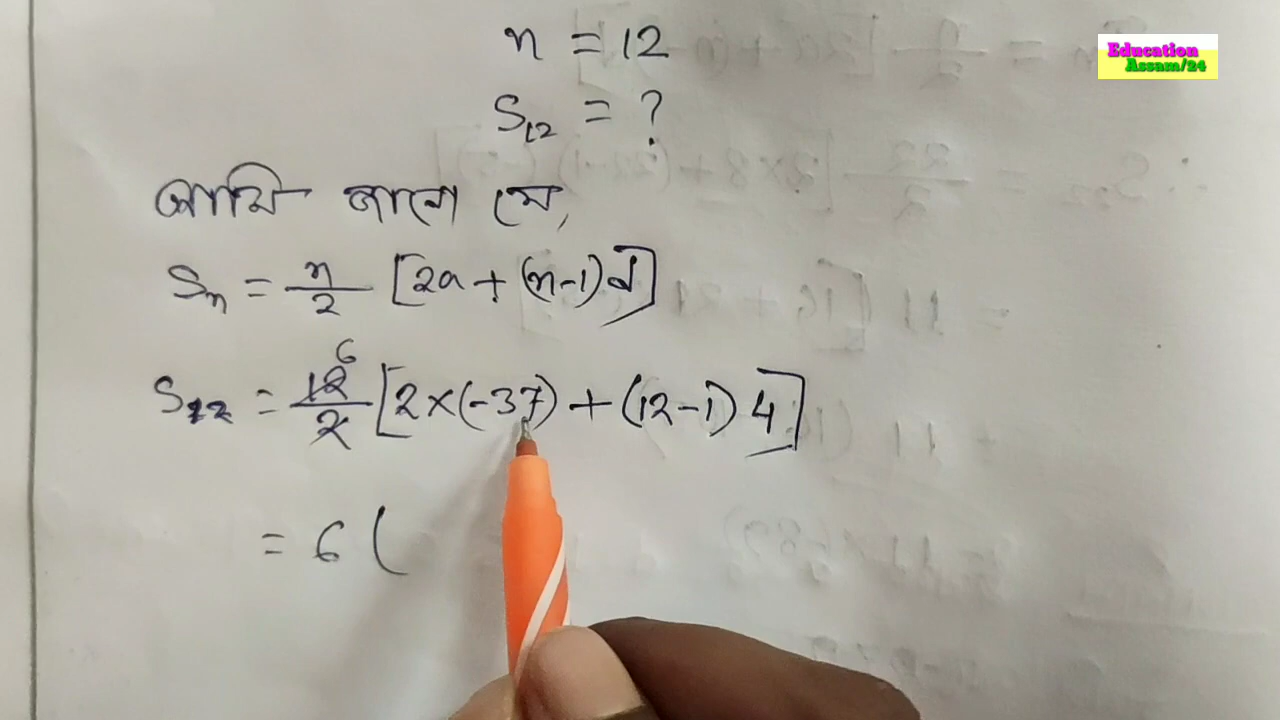 Education
Assam/24
n = 12
S₁₂ = ?
আমি জানো যে,
Sₙ = n/2 [2a + (n-1)d]
S₁₂ = 12/2 6 [2×(-37) + (12-1) 4]
= 6 (